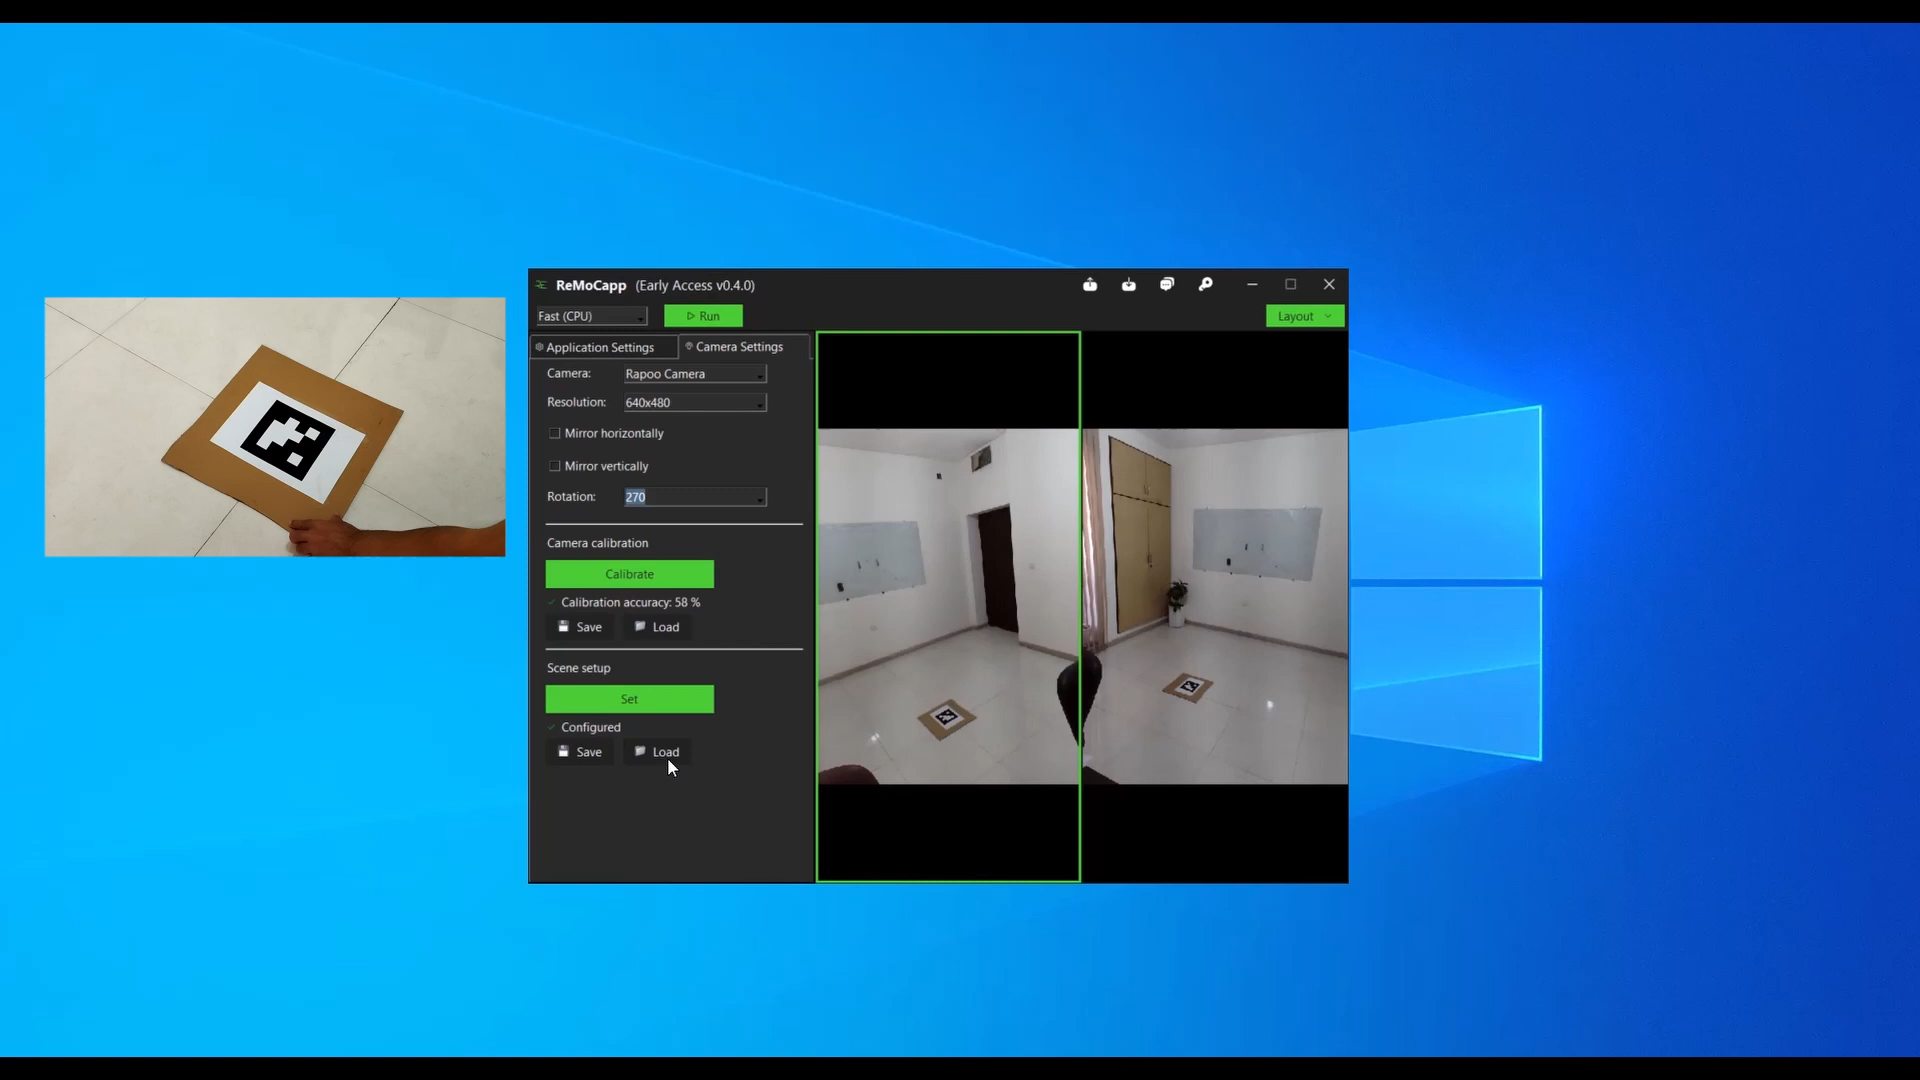 ReMoCapp (Early Access v0.4.0)
Fast (CPU)
Run
Layout
Application Settings
Camera Settings
Camera: Rapoo Camera
Resolution: 640x480
Mirror horizontally
Mirror vertically
Rotation: 270
Camera calibration
Calibrate
Calibration accuracy: 58 %
Save Load
Scene setup
Set
Configured
Save Load